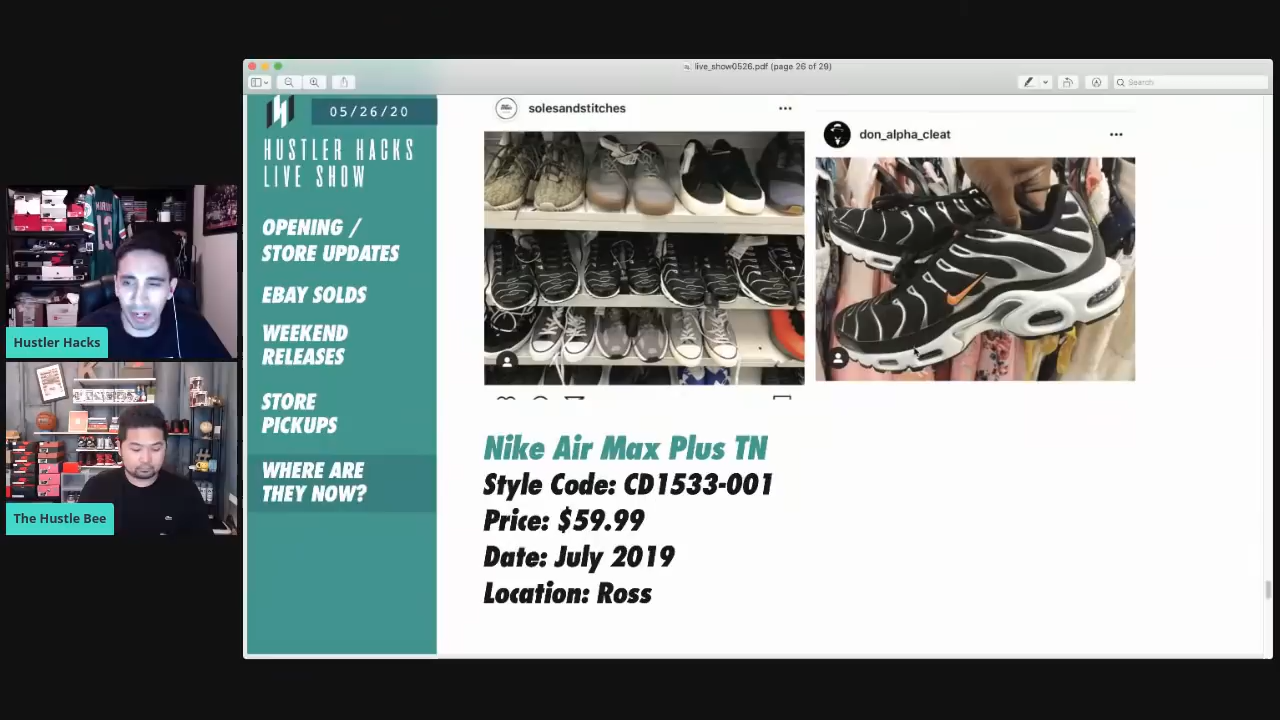 live_show0526.pdf (page 26 of 29)
Search
05/26/20
HUSTLER HACKS
LIVE SHOW
OPENING /
STORE UPDATES
EBAY SOLDS
WEEKEND
RELEASES
STORE
PICKUPS
WHERE ARE
THEY NOW?
solesandstitches
don_alpha_cleat
Nike Air Max Plus TN
Style Code: CD1533-001
Price: $59.99
Date: July 2019
Location: Ross
Hustler Hacks
The Hustle Bee